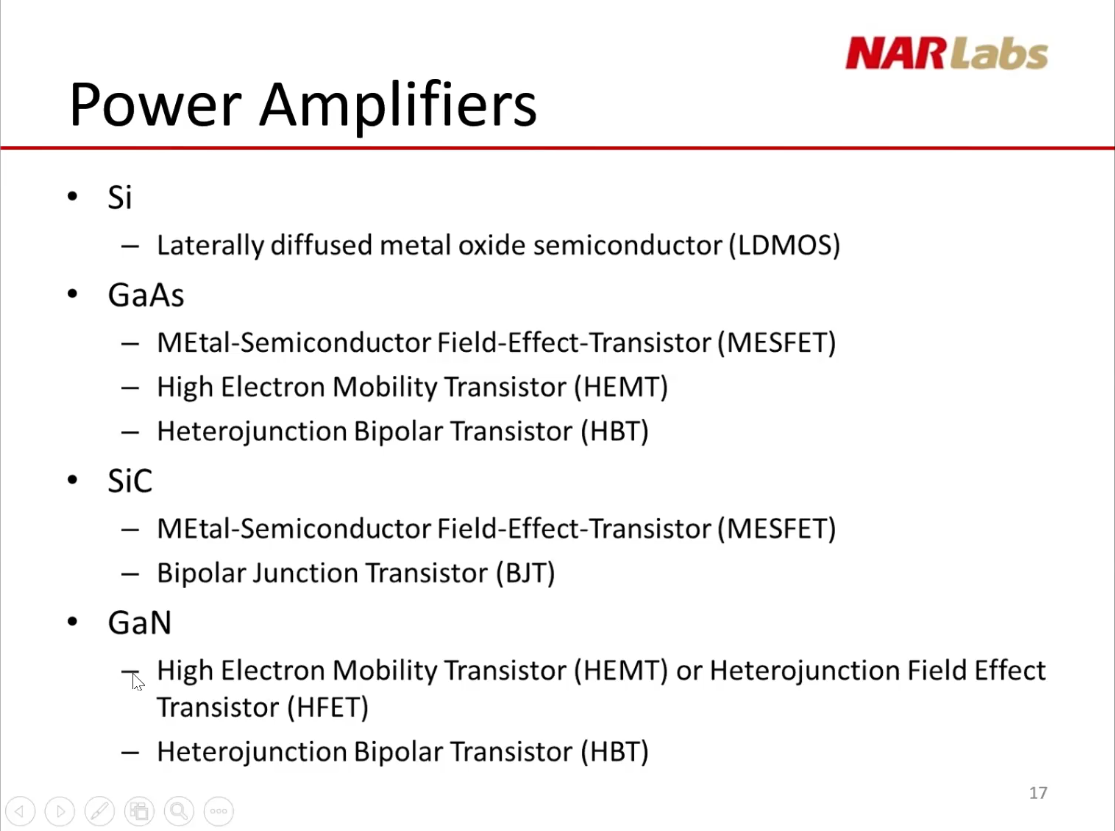 NARLabs
Power Amplifiers
• Si
– Laterally diffused metal oxide semiconductor (LDMOS)
• GaAs
– MEtal-Semiconductor Field-Effect-Transistor (MESFET)
– High Electron Mobility Transistor (HEMT)
– Heterojunction Bipolar Transistor (HBT)
• SiC
– MEtal-Semiconductor Field-Effect-Transistor (MESFET)
– Bipolar Junction Transistor (BJT)
• GaN
– High Electron Mobility Transistor (HEMT) or Heterojunction Field Effect
Transistor (HFET)
– Heterojunction Bipolar Transistor (HBT)
17